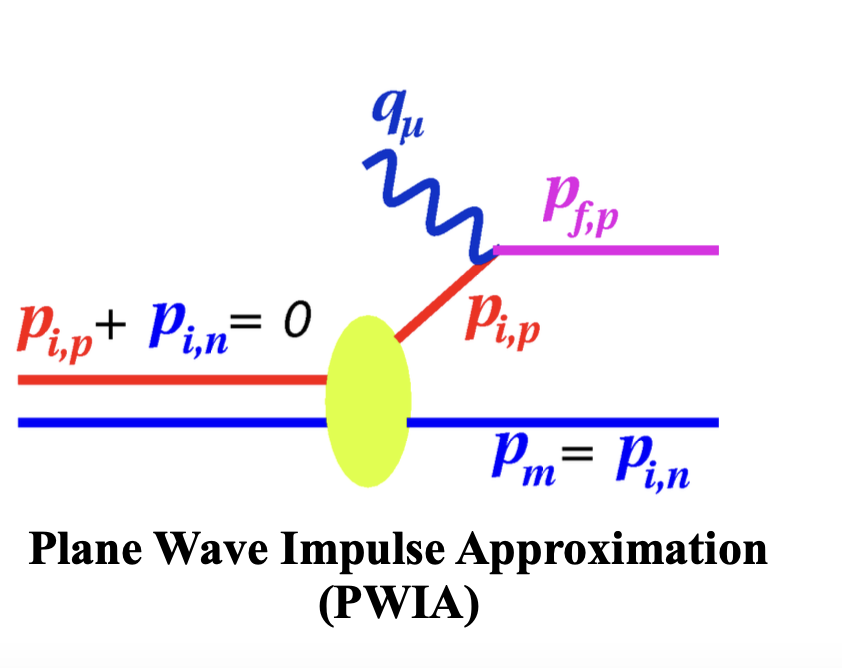 qμ
pf,p
pi,p + pi,n = 0
pi,p
pm = pi,n
Plane Wave Impulse Approximation
(PWIA)